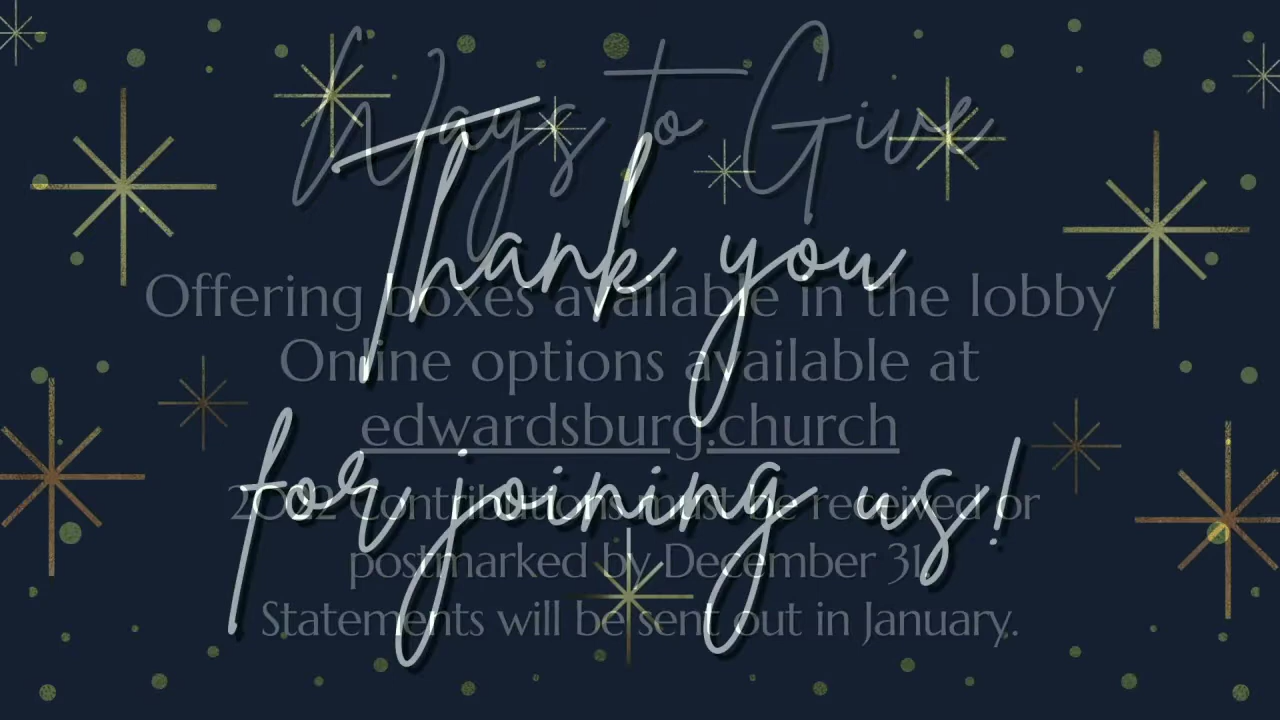 Ways to Give
Thank you
Offering boxes available in the lobby
Online options available at
edwardsburg.church
for joining us!
2022 Contributions must be received or
postmarked by December 31.
Statements will be sent out in January.